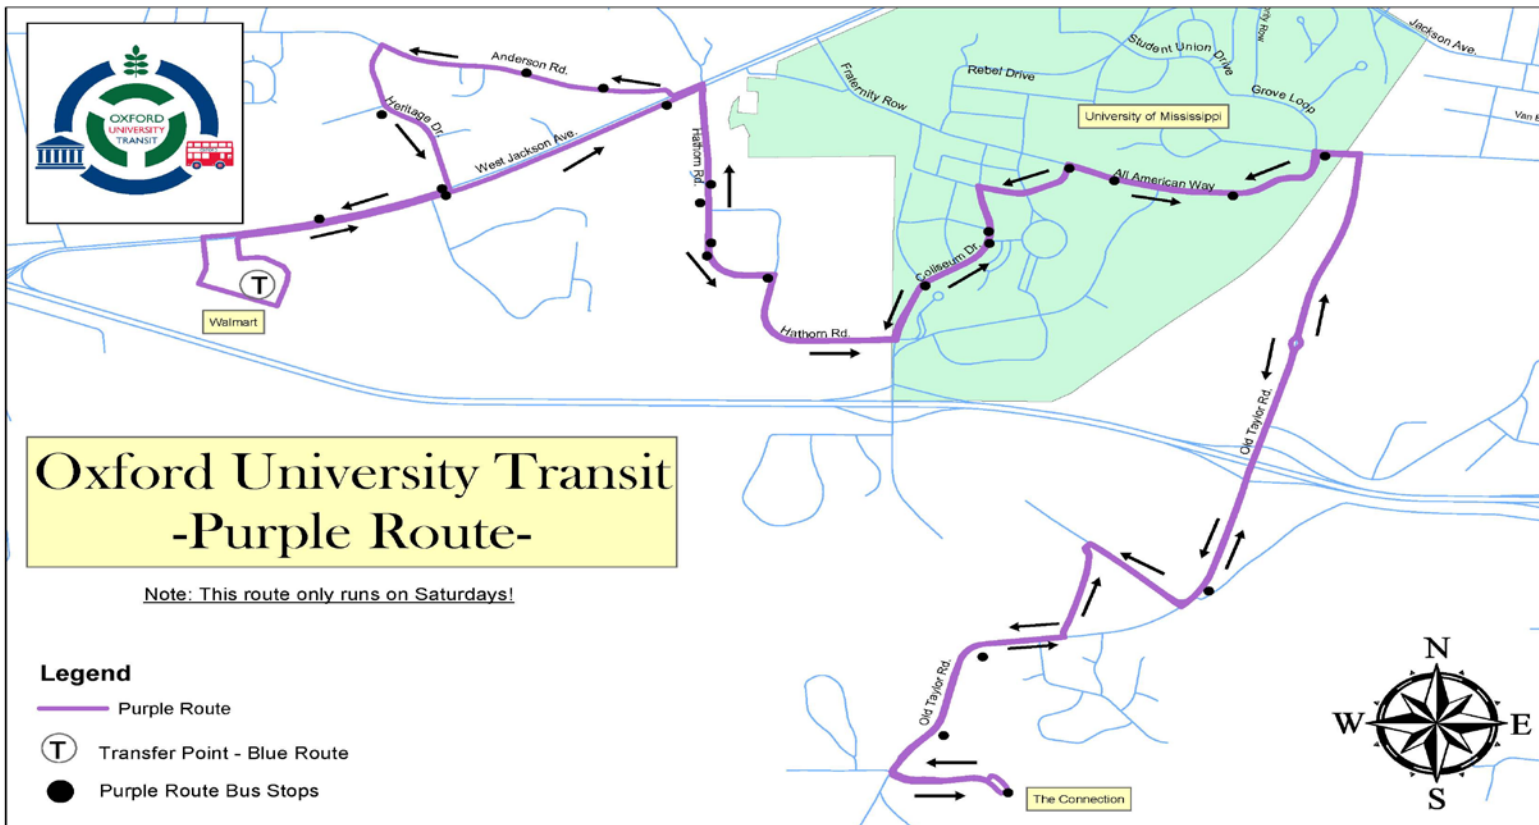 OXFORD
UNIVERSITY
TRANSIT
Anderson Rd.
Heritage Dr.
West Jackson Ave.
Hathorn Rd.
Walmart
T
Hathorn Rd.
Coliseum Dr.
Fraternity Row
Rebel Drive
Student Union Drive
Grove Loop
Jackson Ave.
University of Mississippi
All American Way
Old Taylor Rd.
Old Taylor Rd.
The Connection
Oxford University Transit
-Purple Route-
Note: This route only runs on Saturdays!
Legend
Purple Route
T Transfer Point - Blue Route
Purple Route Bus Stops
N
W E
S